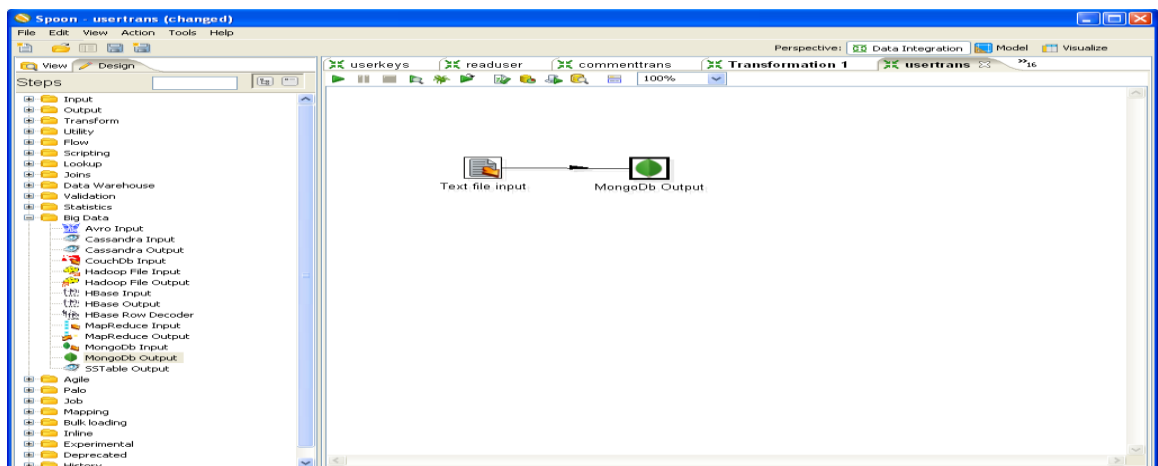 Spoon - usertrans (changed)
File Edit View Action Tools Help
Perspective: Data Integration Model Visualize
View Design
userkeys readuser commenttrans Transformation 1 usertrans »16
Steps
100%
Input
Output
Transform
Utility
Flow
Scripting
Lookup
Joins
Data Warehouse
Validation
Statistics
Big Data
Avro Input
Cassandra Input
Cassandra Output
CouchDb Input
Hadoop File Input
Hadoop File Output
HBase Input
HBase Output
HBase Row Decoder
MapReduce Input
MapReduce Output
MongoDb Input
MongoDb Output
SSTable Output
Agile
Palo
Job
Mapping
Bulk loading
Inline
Experimental
Deprecated
History
Text file input
MongoDb Output